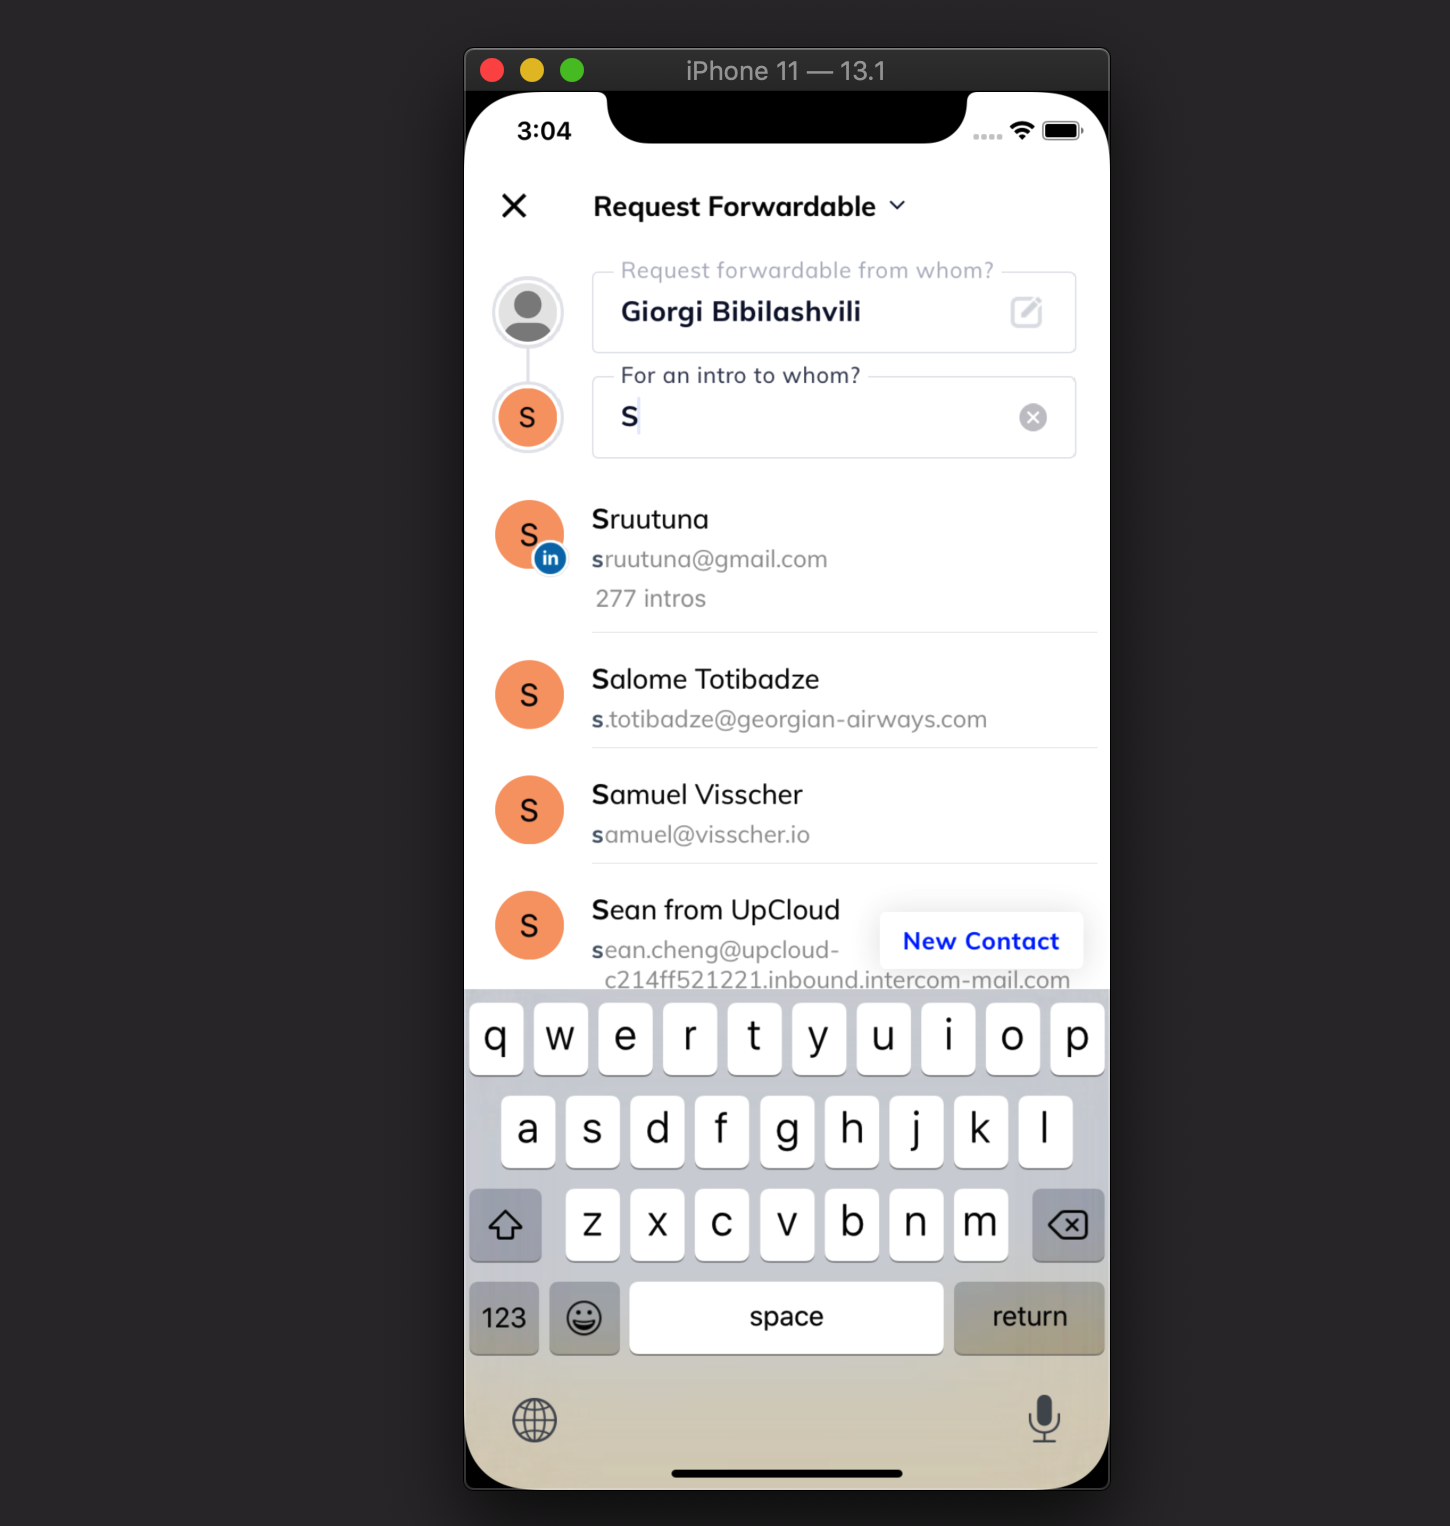 iPhone 11 — 13.1
3:04
Request Forwardable
Request forwardable from whom?
Giorgi Bibilashvili
For an intro to whom?
S
S
S
in
Sruutuna
sruutuna@gmail.com
277 intros
S
Salome Totibadze
s.totibadze@georgian-airways.com
S
Samuel Visscher
samuel@visscher.io
S
Sean from UpCloud
sean.cheng@upcloud-
c214ff521221.inbound.intercom-mail.com
New Contact
q w e r t y u i o p
a s d f g h j k l
z x c v b n m
123 space return